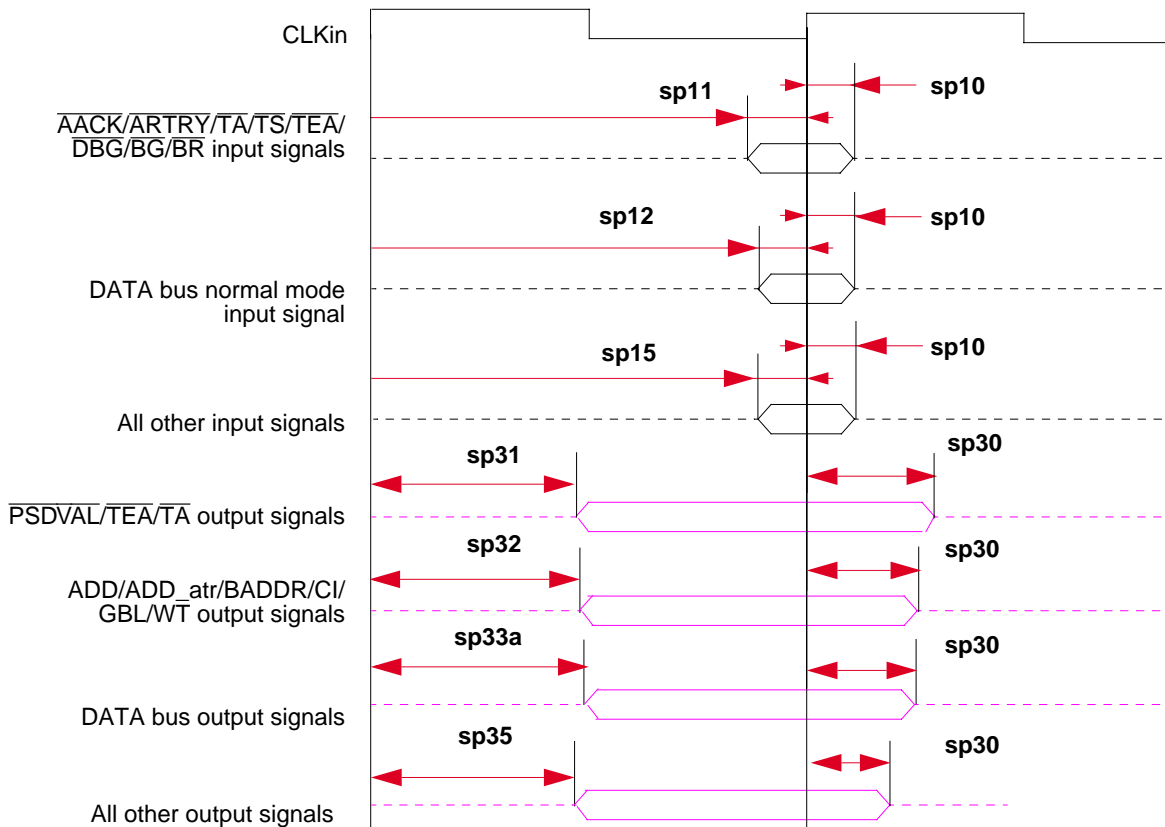 CLKin
sp11
sp10
AACK/ARTRY/TA/TS/TEA/
DBG/BG/BR input signals
sp12
sp10
DATA bus normal mode
input signal
sp15
sp10
All other input signals
sp31
sp30
PSDVAL/TEA/TA output signals
sp32
sp30
ADD/ADD_atr/BADDR/CI/
GBL/WT output signals
sp33a
sp30
DATA bus output signals
sp35
sp30
All other output signals